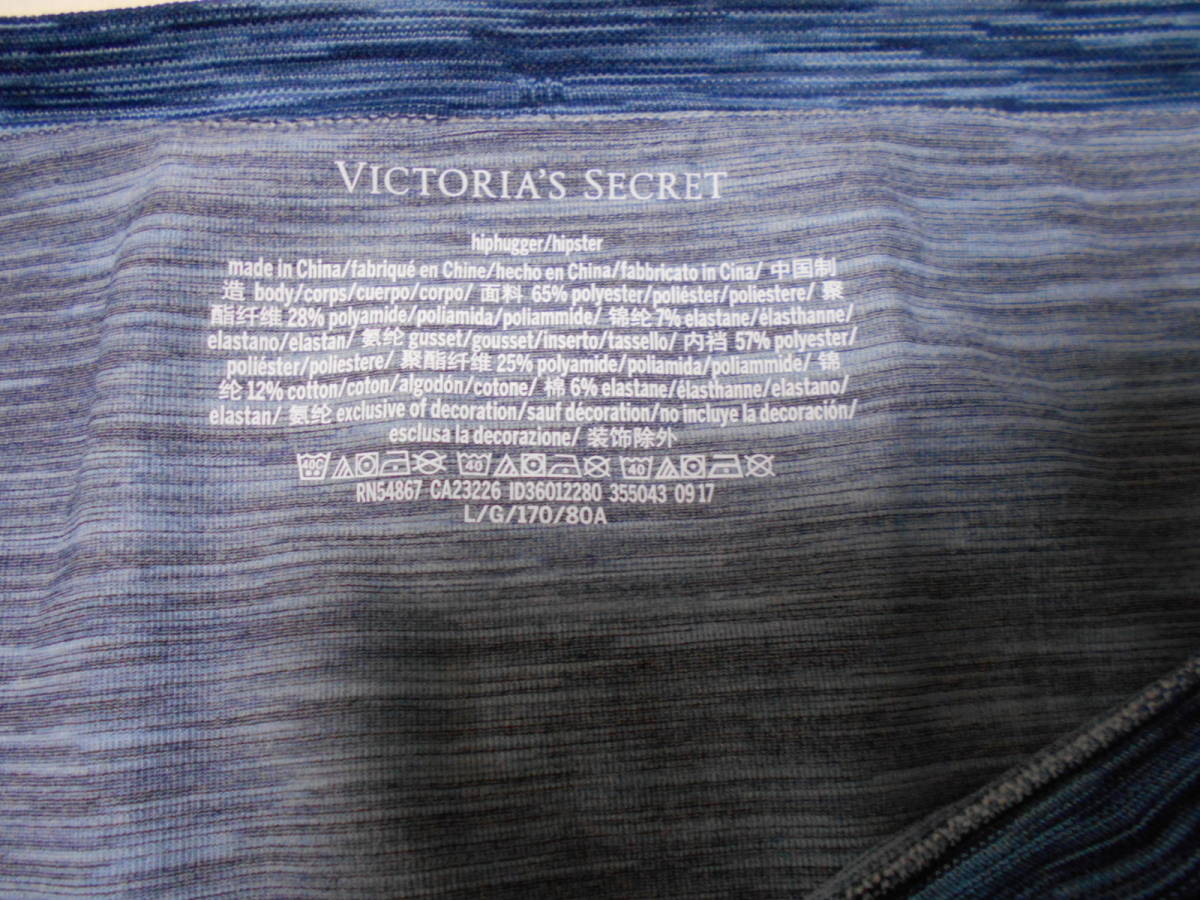 VICTORIA'S SECRET
hiphugger/hipster
made in China/fabriqué en Chine/hecho en China/fabbricato in Cina/ 中国制
造 body/corps/cuerpo/corpo/ 面料 65% polyester/poliéster/poliestere/ 聚
酯纤维 28% polyamide/poliamida/poliammide/ 锦纶 7% elastane/élasthanne/
elastano/elastan/ 氨纶 gusset/gousset/inserto/tassello/ 内裆 57% polyester/
poliéster/poliestere/ 聚酯纤维 25% polyamide/poliamida/poliammide/ 锦
纶 12% cotton/coton/algodón/cotone/ 棉 6% elastane/élasthanne/elastano/
elastan/ 氨纶 exclusive of decoration/sauf décoration/no incluye la decoración/
esclusa la decorazione/ 装饰除外
40C 40 40
RN54867 CA23226 ID36012280 355043 09 17
L/G/170/80A